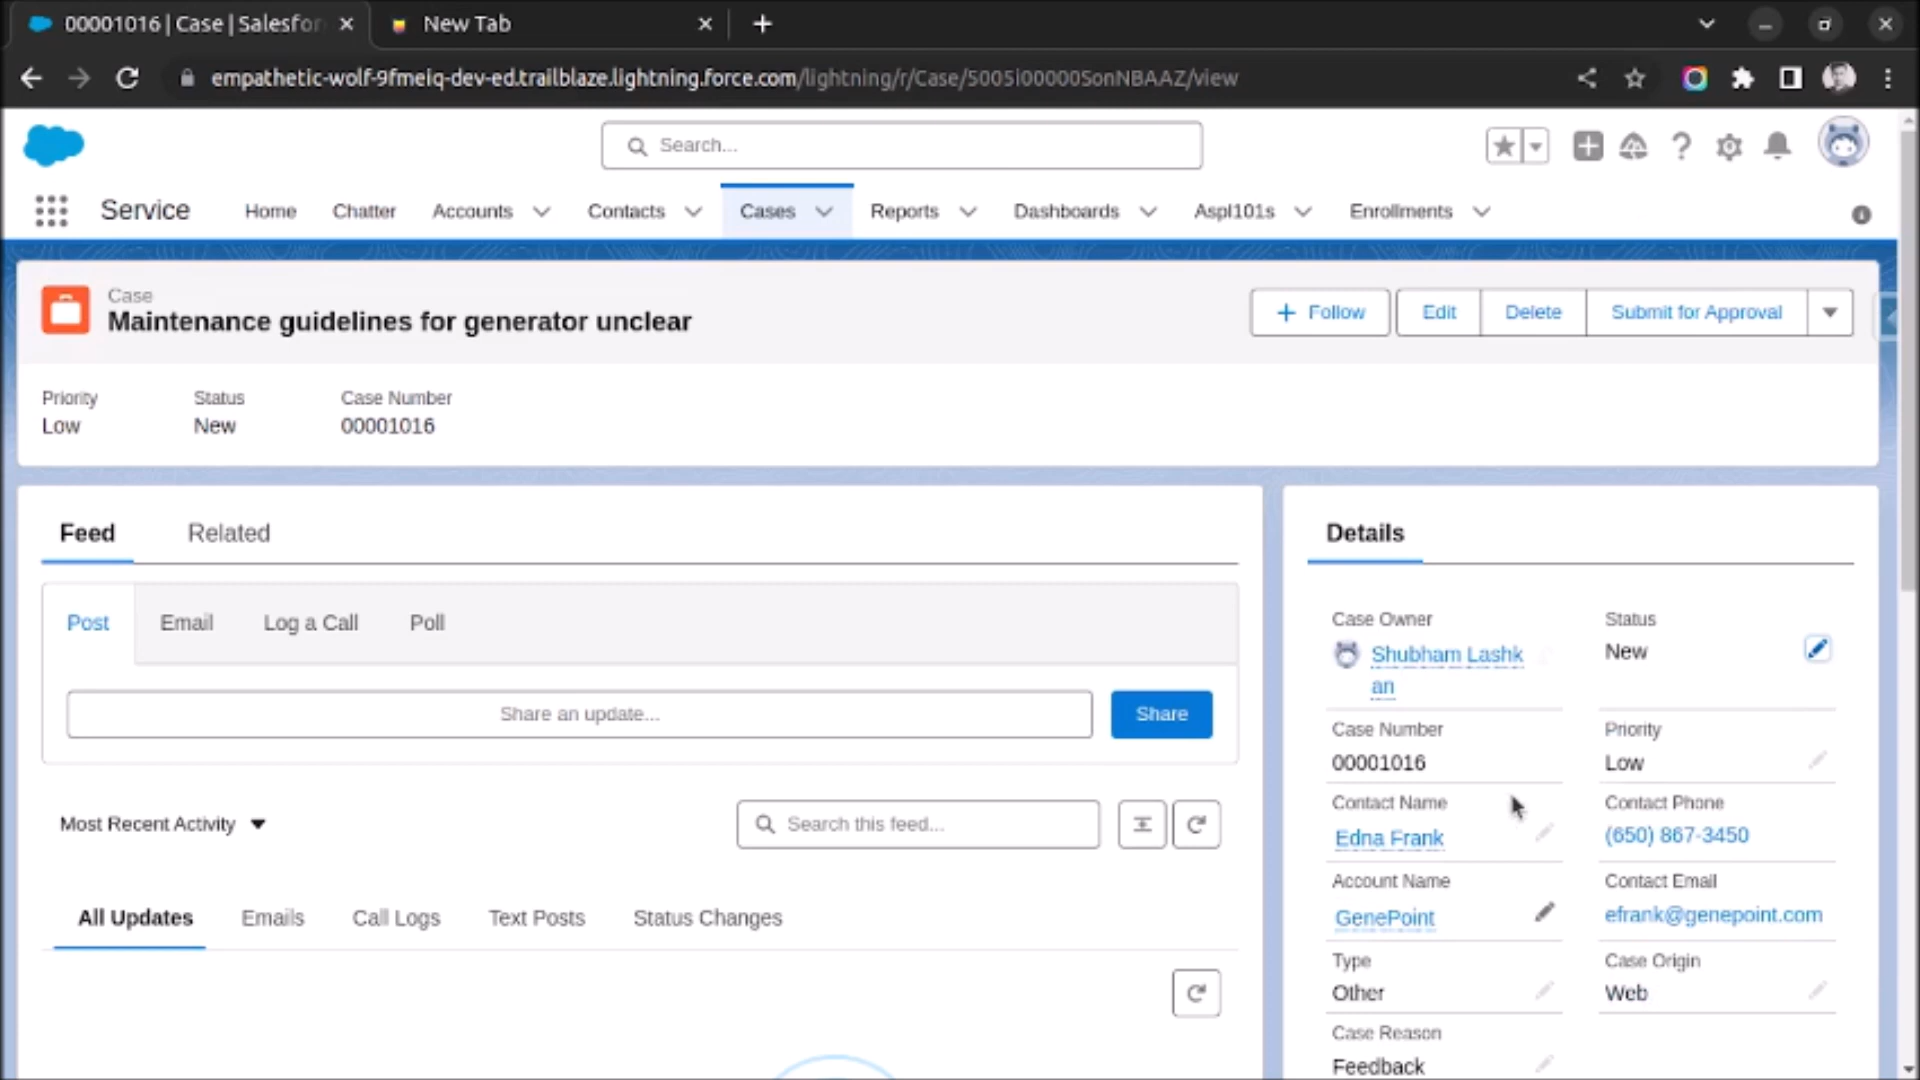 00001016 | Case | Salesfor
New Tab
empathetic-wolf-9fmeiq-dev-ed.trailblaze.lightning.force.com/lightning/r/Case/5005i00000SonNBAAZ/view
Search...
Service
Home
Chatter
Accounts
Contacts
Cases
Reports
Dashboards
Aspl101s
Enrollments
Case
Maintenance guidelines for generator unclear
Follow
Edit
Delete
Submit for Approval
Priority
Status
Case Number
Low
New
00001016
Feed
Related
Details
Post
Email
Log a Call
Poll
Share an update...
Share
Most Recent Activity
Search this feed...
All Updates
Emails
Call Logs
Text Posts
Status Changes
Case Owner
Shubham Lashk
an
Status
New
Case Number
00001016
Priority
Low
Contact Name
Edna Frank
Contact Phone
(650) 867-3450
Account Name
GenePoint
Contact Email
efrank@genepoint.com
Type
Other
Case Origin
Web
Case Reason
Feedback